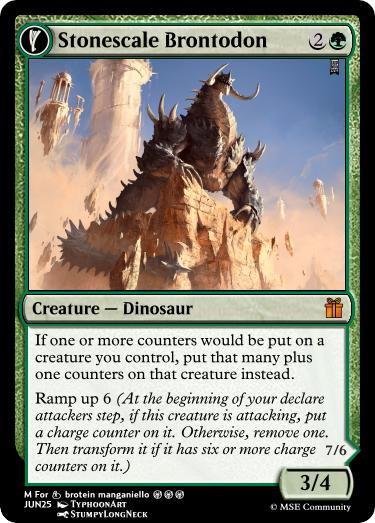 Stonescale Brontodon 2
Creature — Dinosaur
If one or more counters would be put on a
creature you control, put that many plus
one counters on that creature instead.
Ramp up 6 (At the beginning of your declare
attackers step, if this creature is attacking, put
a charge counter on it. Otherwise, remove one.
Then transform it if it has six or more charge
counters on it.)
7/6
3/4
M For brotein manganiello
JUN25 TyphoonArt
StumpyLongNeck
© MSE Community